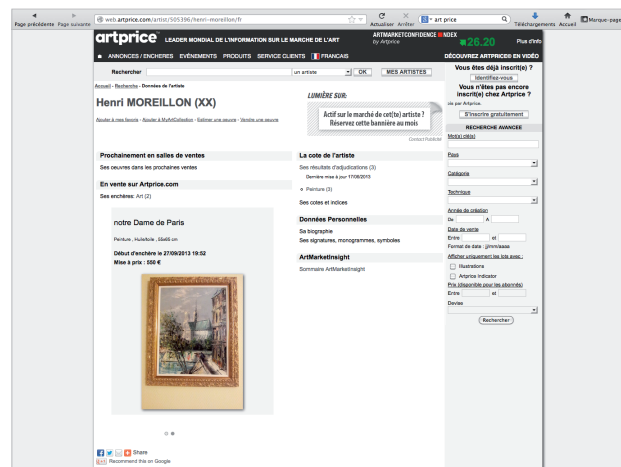 Page précédente Page suivante
web.artprice.com/artist/505396/henri-moreillon/fr
Actualiser Arrêter
art price
Téléchargements Accueil
Marque-page
artprice™ LEADER MONDIAL DE L'INFORMATION SUR LE MARCHÉ DE L'ART
ARTMARKETCONFIDENCE INDEX
by Artprice
26.20
Plus d'info
ANNONCES / ENCHÈRES EVÈNEMENTS PRODUITS SERVICE CLIENTS FRANCAIS
DÉCOUVREZ ARTPRICE® EN VIDÉO
Rechercher
un artiste
OK
MES ARTISTES
Accueil - Recherche - Données de l'artiste
Henri MOREILLON (XX)
Ajouter à mes favoris - Ajouter à MyArtCollection - Estimer une oeuvre - Vendre une oeuvre
LUMIÈRE SUR:
Actif sur le marché de cet(te) artiste ?
Réservez cette bannière au mois
Contact Publicité
Prochainement en salles de ventes
Ses oeuvres dans les prochaines ventes
En vente sur Artprice.com
Ses enchères: Art (2)
notre Dame de Paris
Peinture , Huile/toile , 55x65 cm
Début d'enchère le 27/09/2013 19:52
Mise à prix : 550 €
La cote de l'artiste
Ses résultats d'adjudications (3)
Dernière mise à jour 17/06/2013
Peinture (3)
Ses cotes et indices
Données Personnelles
Sa biographie
Ses signatures, monogrammes, symboles
ArtMarketInsight
Sommaire ArtMarketInsight
Vous êtes déjà inscrit(e) ?
Identifiez-vous
Vous n'êtes pas encore
inscrit(e) chez Artprice ?
par Artprice.
S'inscrire gratuitement
RECHERCHE AVANCEE
Mot(s) clé(s)
Pays
Catégorie
Technique
Année de création
De A
Date de vente
Entre et
Format de date : jj/mm/aaaa
Afficher uniquement les lots avec :
Illustrations
Artprice Indicator
Prix (disponible pour les abonnés)
Entre et
Devise
Rechercher
Share
Recommend this on Google